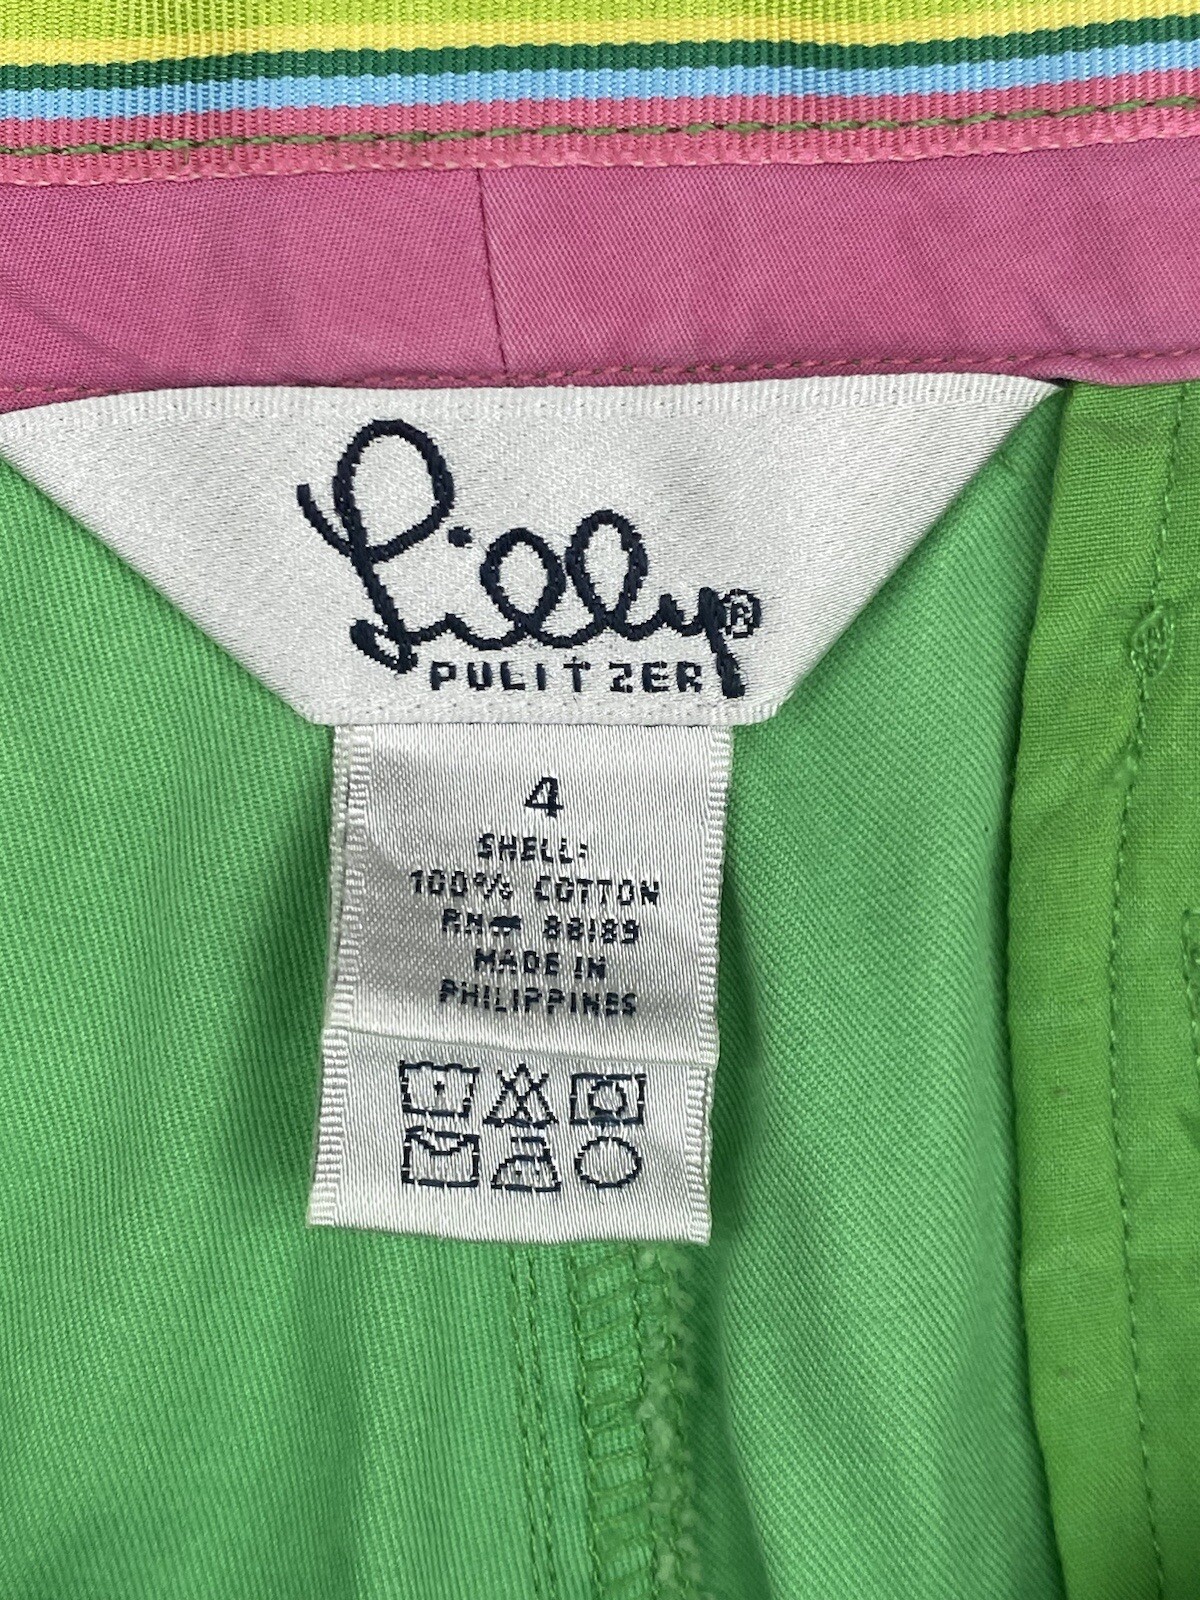 Lilly®
PULITZER
4
SHELL:
100% COTTON
RN# 88189
MADE IN
PHILIPPINES